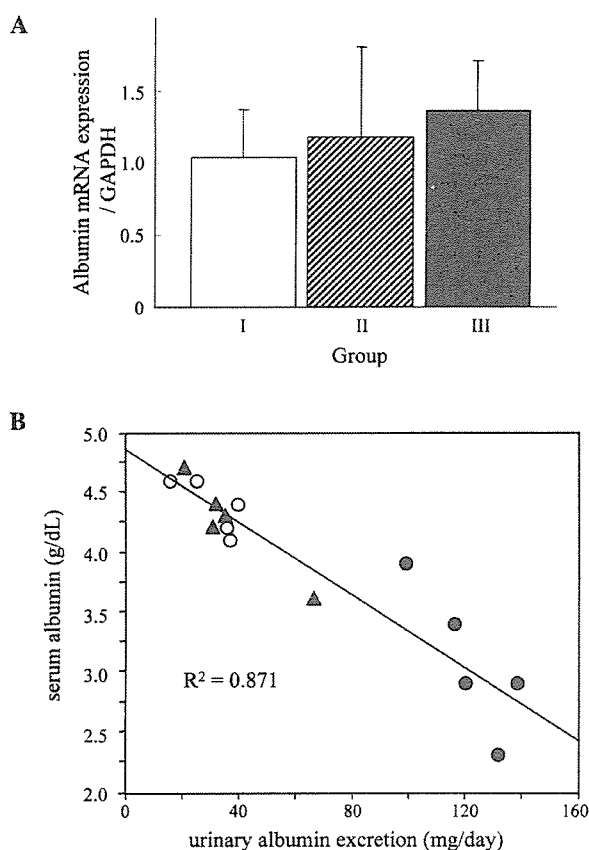 A
Albumin mRNA expression
/ GAPDH
1.5
1.0
0.5
0
I II III
Group
B
serum albumin (g/dL)
5.0
4.5
4.0
3.5
3.0
2.5
2.0
R² = 0.871
0 40 80 120 160
urinary albumin excretion (mg/day)